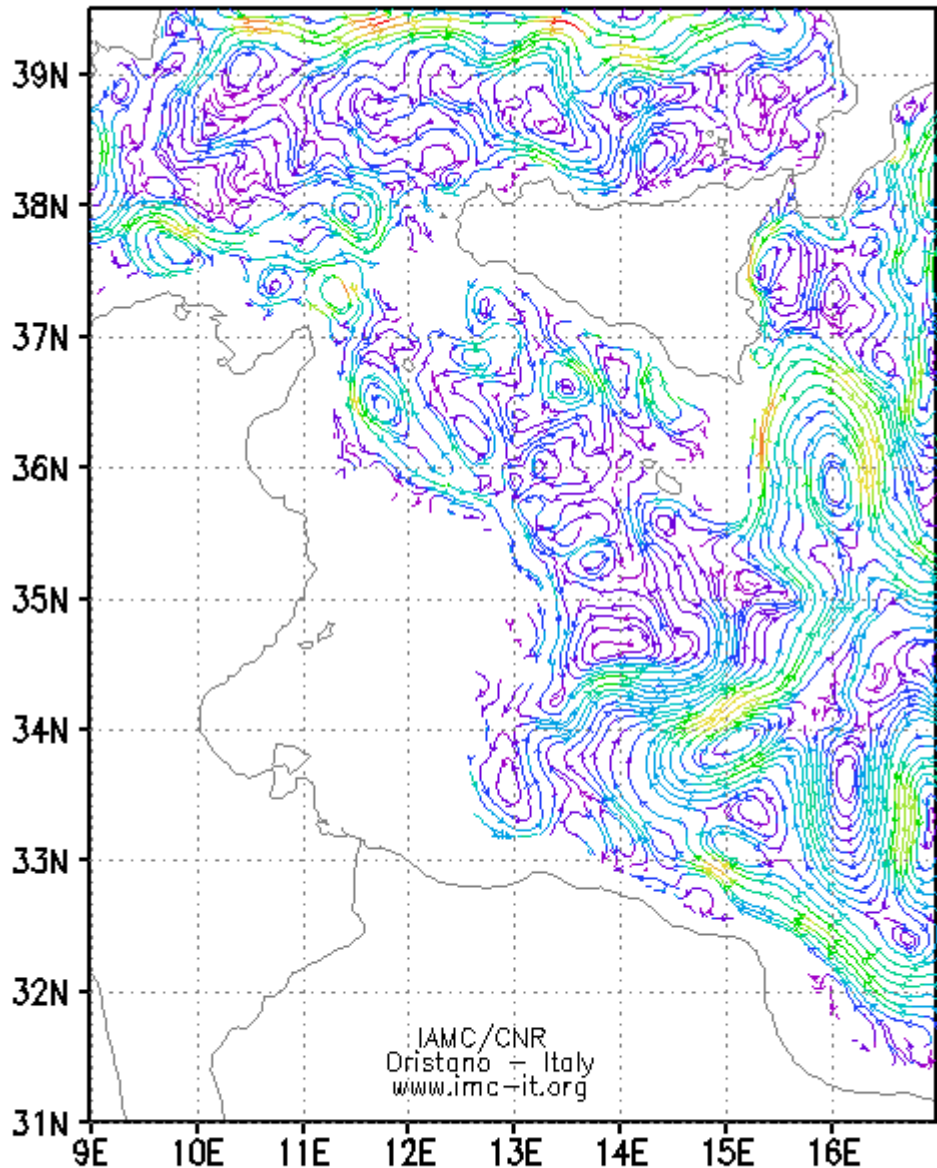 39N
38N
37N
36N
35N
34N
33N
32N
31N
IAMC/CNR
Oristano – Italy
www.imc-it.org
9E 10E 11E 12E 13E 14E 15E 16E